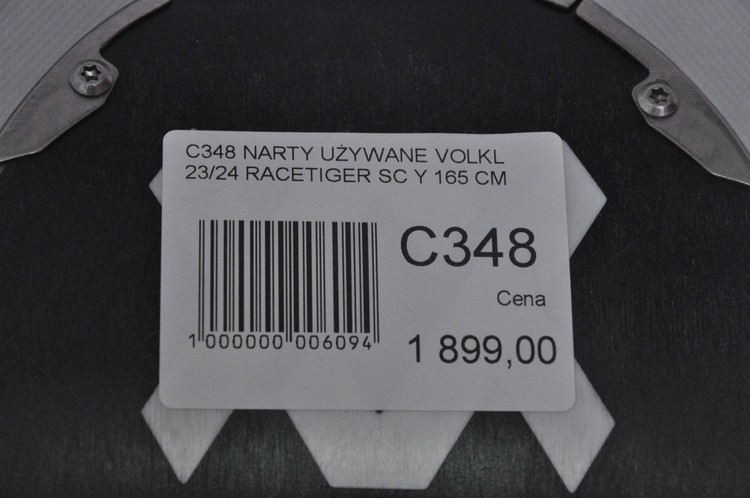 C348 NARTY UŻYWANE VOLKL
23/24 RACETIGER SC Y 165 CM
C348
Cena
1 899,00
1 000000 006094